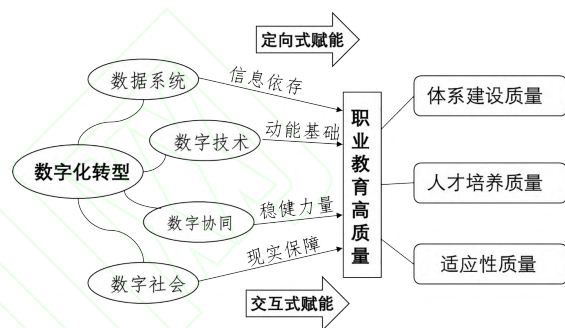 定向式赋能
数据系统
信息依存
体系建设质量
数字技术
动能基础
数字化转型
职业教育高质量
人才培养质量
数字协同
稳健力量
数字社会
现实保障
适应性质量
交互式赋能